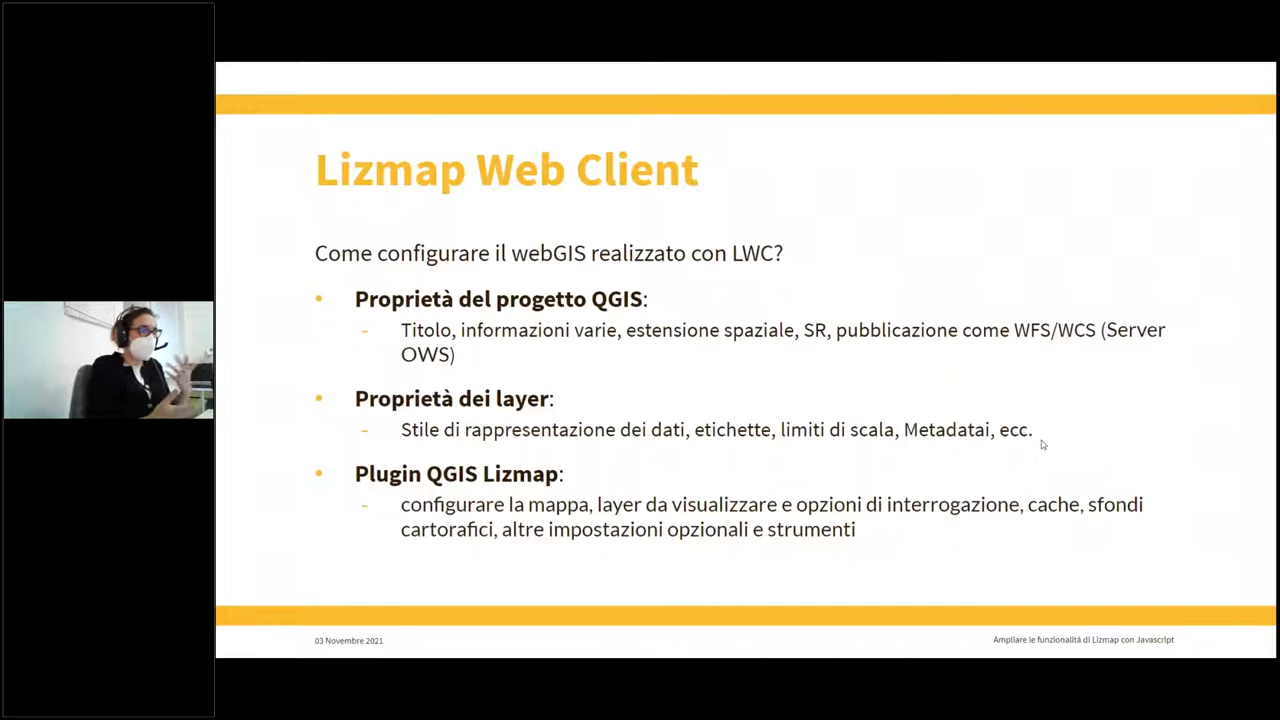 Lizmap Web Client
Come configurare il webGIS realizzato con LWC?
• Proprietà del progetto QGIS:
- Titolo, informazioni varie, estensione spaziale, SR, pubblicazione come WFS/WCS (Server
OWS)
• Proprietà dei layer:
- Stile di rappresentazione dei dati, etichette, limiti di scala, Metadatai, ecc.
• Plugin QGIS Lizmap:
- configurare la mappa, layer da visualizzare e opzioni di interrogazione, cache, sfondi
cartorafici, altre impostazioni opzionali e strumenti
03 Novembre 2021
Ampliare le funzionalità di Lizmap con Javascript